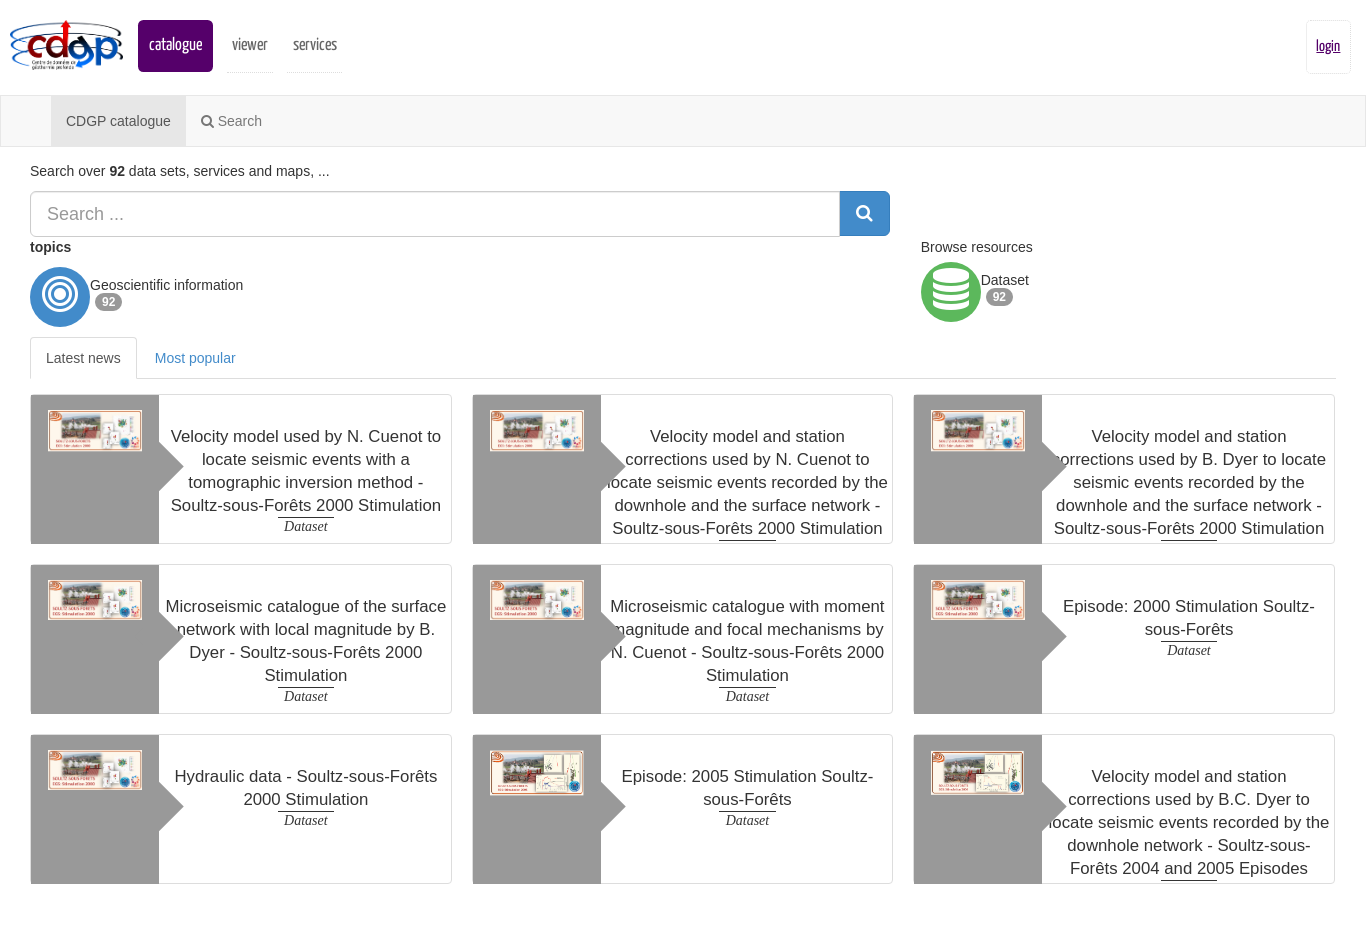 cdgp
Centre de données de
géothermie profonde
catalogue
viewer
services
login
CDGP catalogue
Search
Search over 92 data sets, services and maps, ...
Search ...
topics
Browse resources
Geoscientific information
92
Dataset
92
Latest news
Most popular
Velocity model used by N. Cuenot to
locate seismic events with a
tomographic inversion method -
Soultz-sous-Forêts 2000 Stimulation
Dataset
Velocity model and station
corrections used by N. Cuenot to
locate seismic events recorded by the
downhole and the surface network -
Soultz-sous-Forêts 2000 Stimulation
Velocity model and station
corrections used by B. Dyer to locate
seismic events recorded by the
downhole and the surface network -
Soultz-sous-Forêts 2000 Stimulation
Microseismic catalogue of the surface
network with local magnitude by B.
Dyer - Soultz-sous-Forêts 2000
Stimulation
Dataset
Microseismic catalogue with moment
magnitude and focal mechanisms by
N. Cuenot - Soultz-sous-Forêts 2000
Stimulation
Dataset
Episode: 2000 Stimulation Soultz-
sous-Forêts
Dataset
Hydraulic data - Soultz-sous-Forêts
2000 Stimulation
Dataset
Episode: 2005 Stimulation Soultz-
sous-Forêts
Dataset
Velocity model and station
corrections used by B.C. Dyer to
locate seismic events recorded by the
downhole network - Soultz-sous-
Forêts 2004 and 2005 Episodes